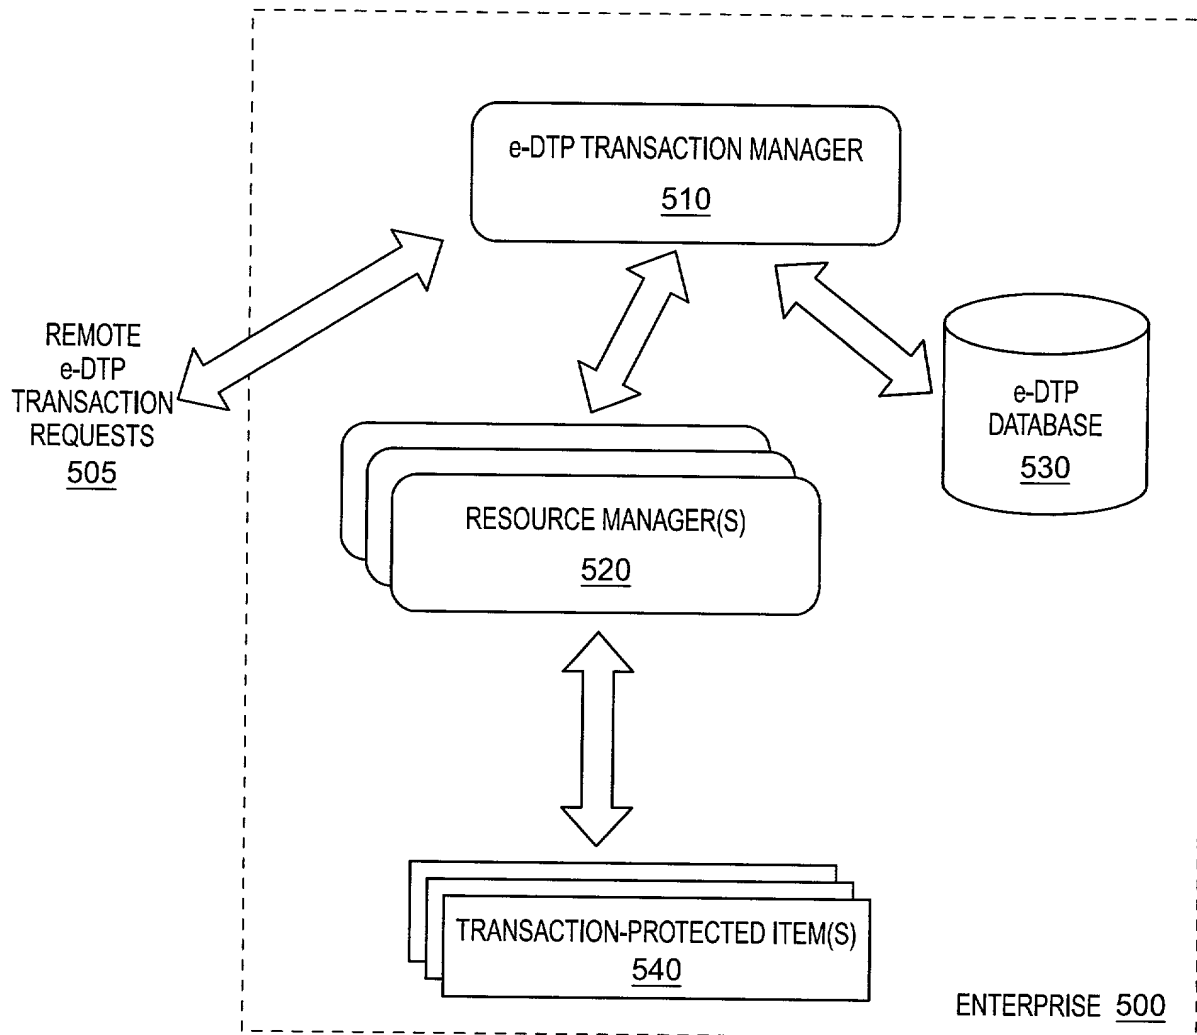 e-DTP TRANSACTION MANAGER
510
REMOTE
e-DTP
TRANSACTION
REQUESTS
505
e-DTP
DATABASE
530
RESOURCE MANAGER(S)
520
TRANSACTION-PROTECTED ITEM(S)
540
ENTERPRISE 500